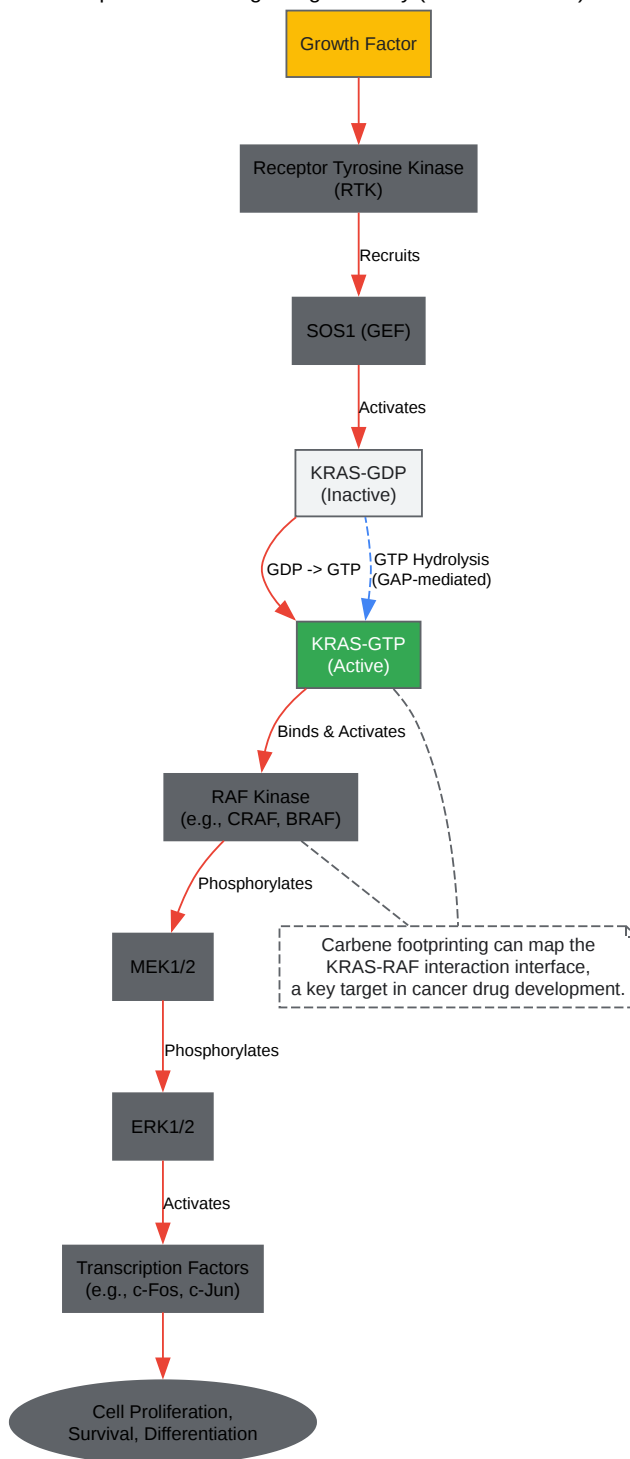 Growth Factor
Receptor Tyrosine Kinase
(RTK)
Recruits
SOS1 (GEF)
Activates
KRAS-GDP
(Inactive)
GDP -> GTP
GTP Hydrolysis
(GAP-mediated)
KRAS-GTP
(Active)
Binds & Activates
RAF Kinase
(e.g., CRAF, BRAF)
Phosphorylates
Carbene footprinting can map the
KRAS-RAF interaction interface,
a key target in cancer drug development.
MEK1/2
Phosphorylates
ERK1/2
Activates
Transcription Factors
(e.g., c-Fos, c-Jun)
Cell Proliferation,
Survival, Differentiation